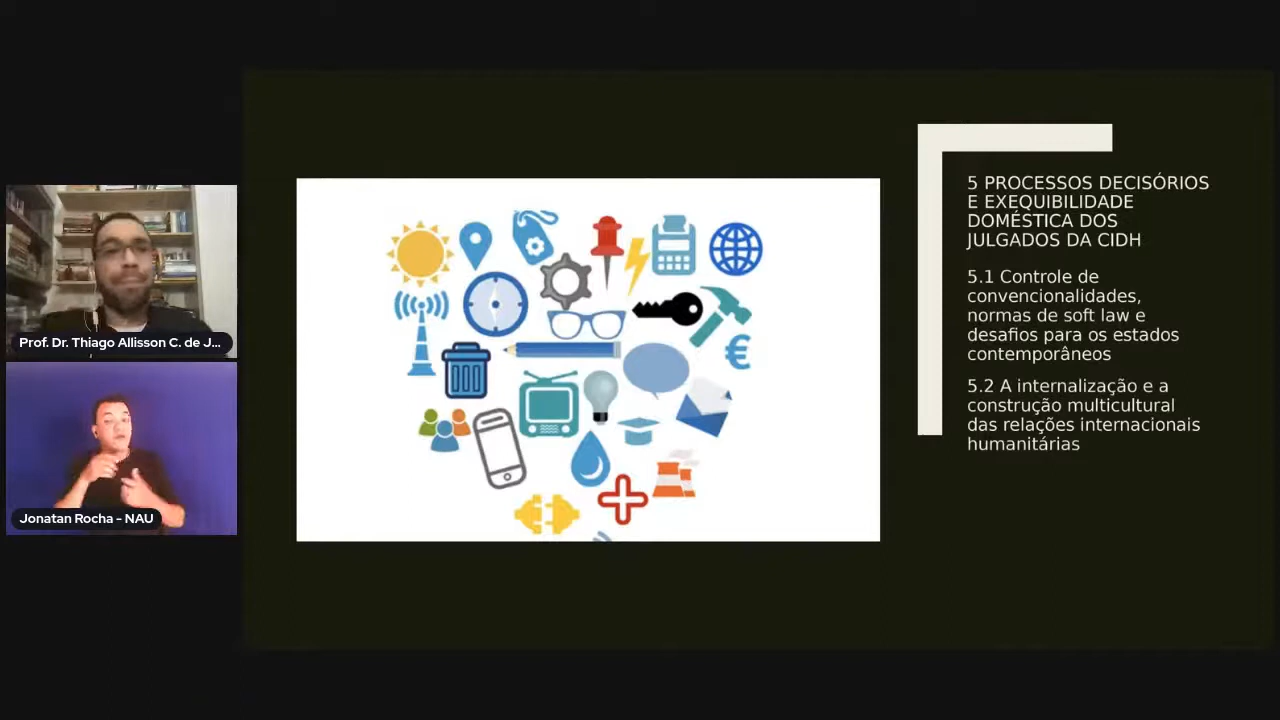 Prof. Dr. Thiago Allisson C. de J...
Jonatan Rocha - NAU
5 PROCESSOS DECISÓRIOS
E EXEQUIBILIDADE
DOMÉSTICA DOS
JULGADOS DA CIDH
5.1 Controle de
convencionalidades,
normas de soft law e
desafios para os estados
contemporâneos
5.2 A internalização e a
construção multicultural
das relações internacionais
humanitárias